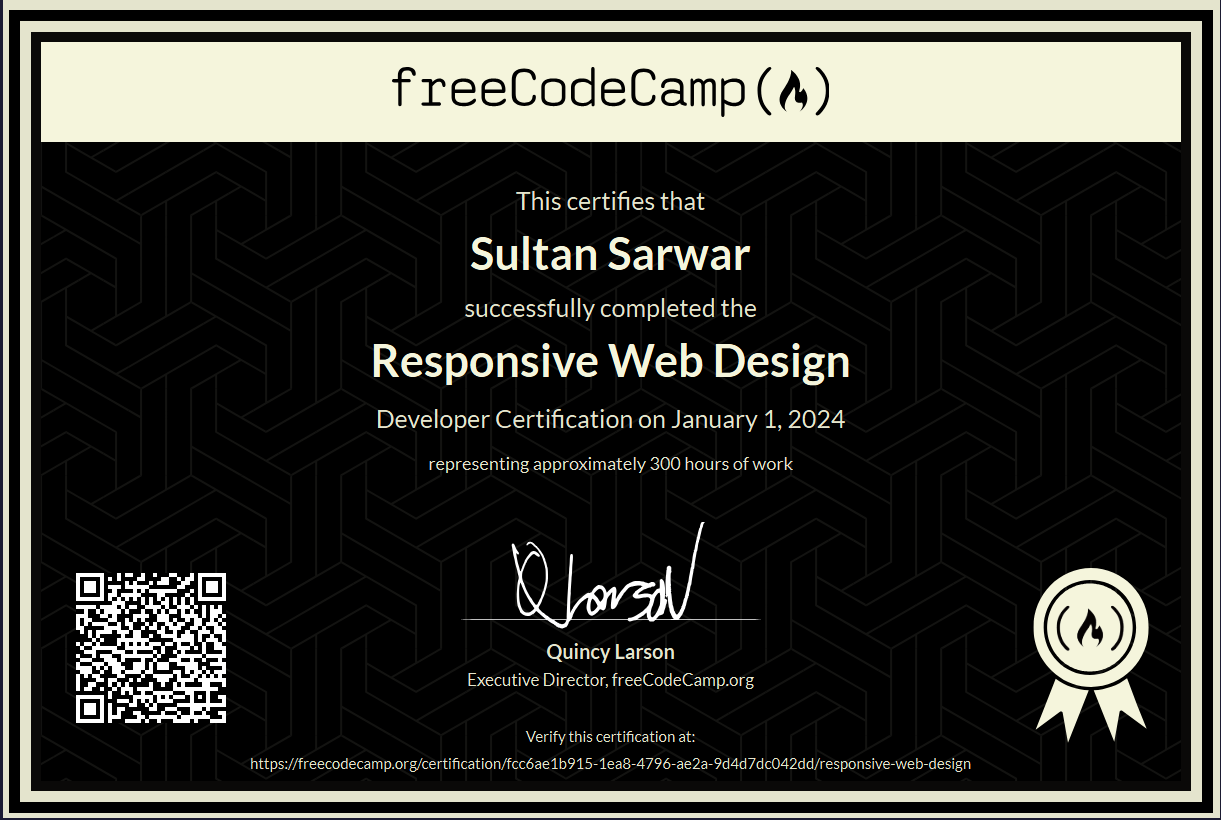 freeCodeCamp
This certifies that
Sultan Sarwar
successfully completed the
Responsive Web Design
Developer Certification on January 1, 2024
representing approximately 300 hours of work
Q Larson
Quincy Larson
Executive Director, freeCodeCamp.org
Verify this certification at:
https://freecodecamp.org/certification/fcc6ae1b915-1ea8-4796-ae2a-9d4d7dc042dd/responsive-web-design